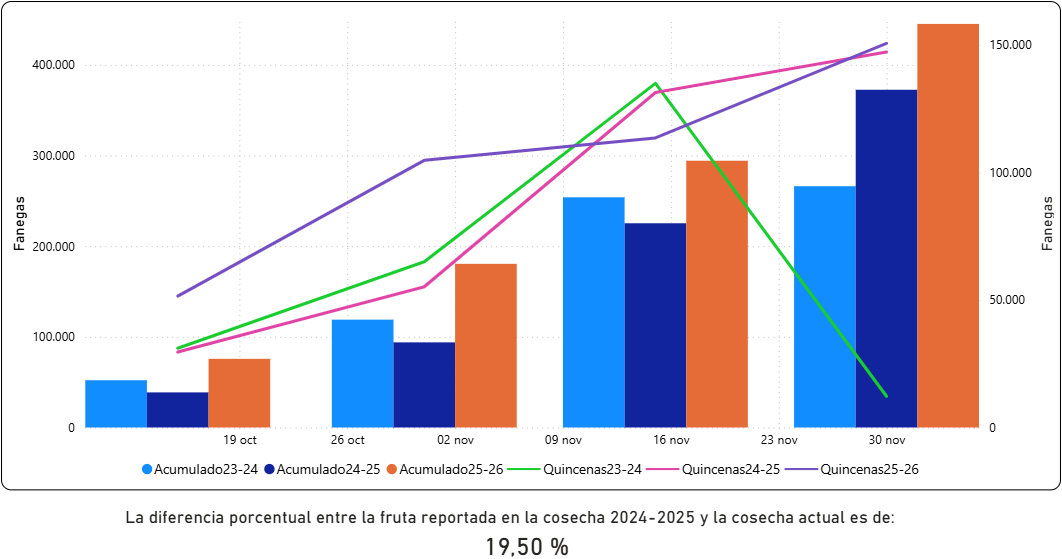 400.000
300.000
200.000
100.000
0
Fanegas
150.000
100.000
50.000
0
Fanegas
19 oct 26 oct 02 nov 09 nov 16 nov 23 nov 30 nov
Acumulado23-24 Acumulado24-25 Acumulado25-26 Quincenas23-24 Quincenas24-25 Quincenas25-26
La diferencia porcentual entre la fruta reportada en la cosecha 2024-2025 y la cosecha actual es de:
19,50 %